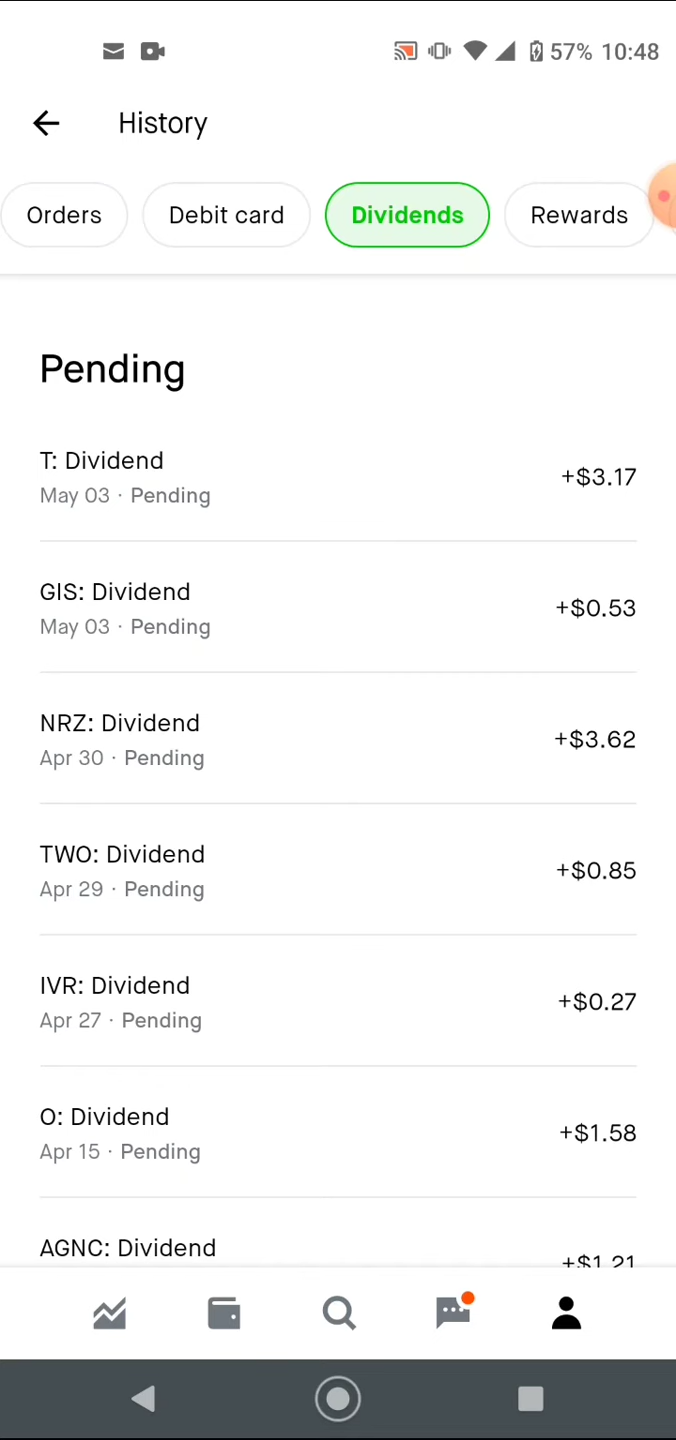 57% 10:48
History
Orders Debit card Dividends Rewards
Pending
T: Dividend
+$3.17
May 03 · Pending
GIS: Dividend
+$0.53
May 03 · Pending
NRZ: Dividend
+$3.62
Apr 30 · Pending
TWO: Dividend
+$0.85
Apr 29 · Pending
IVR: Dividend
+$0.27
Apr 27 · Pending
O: Dividend
+$1.58
Apr 15 · Pending
AGNC: Dividend
+$1.21